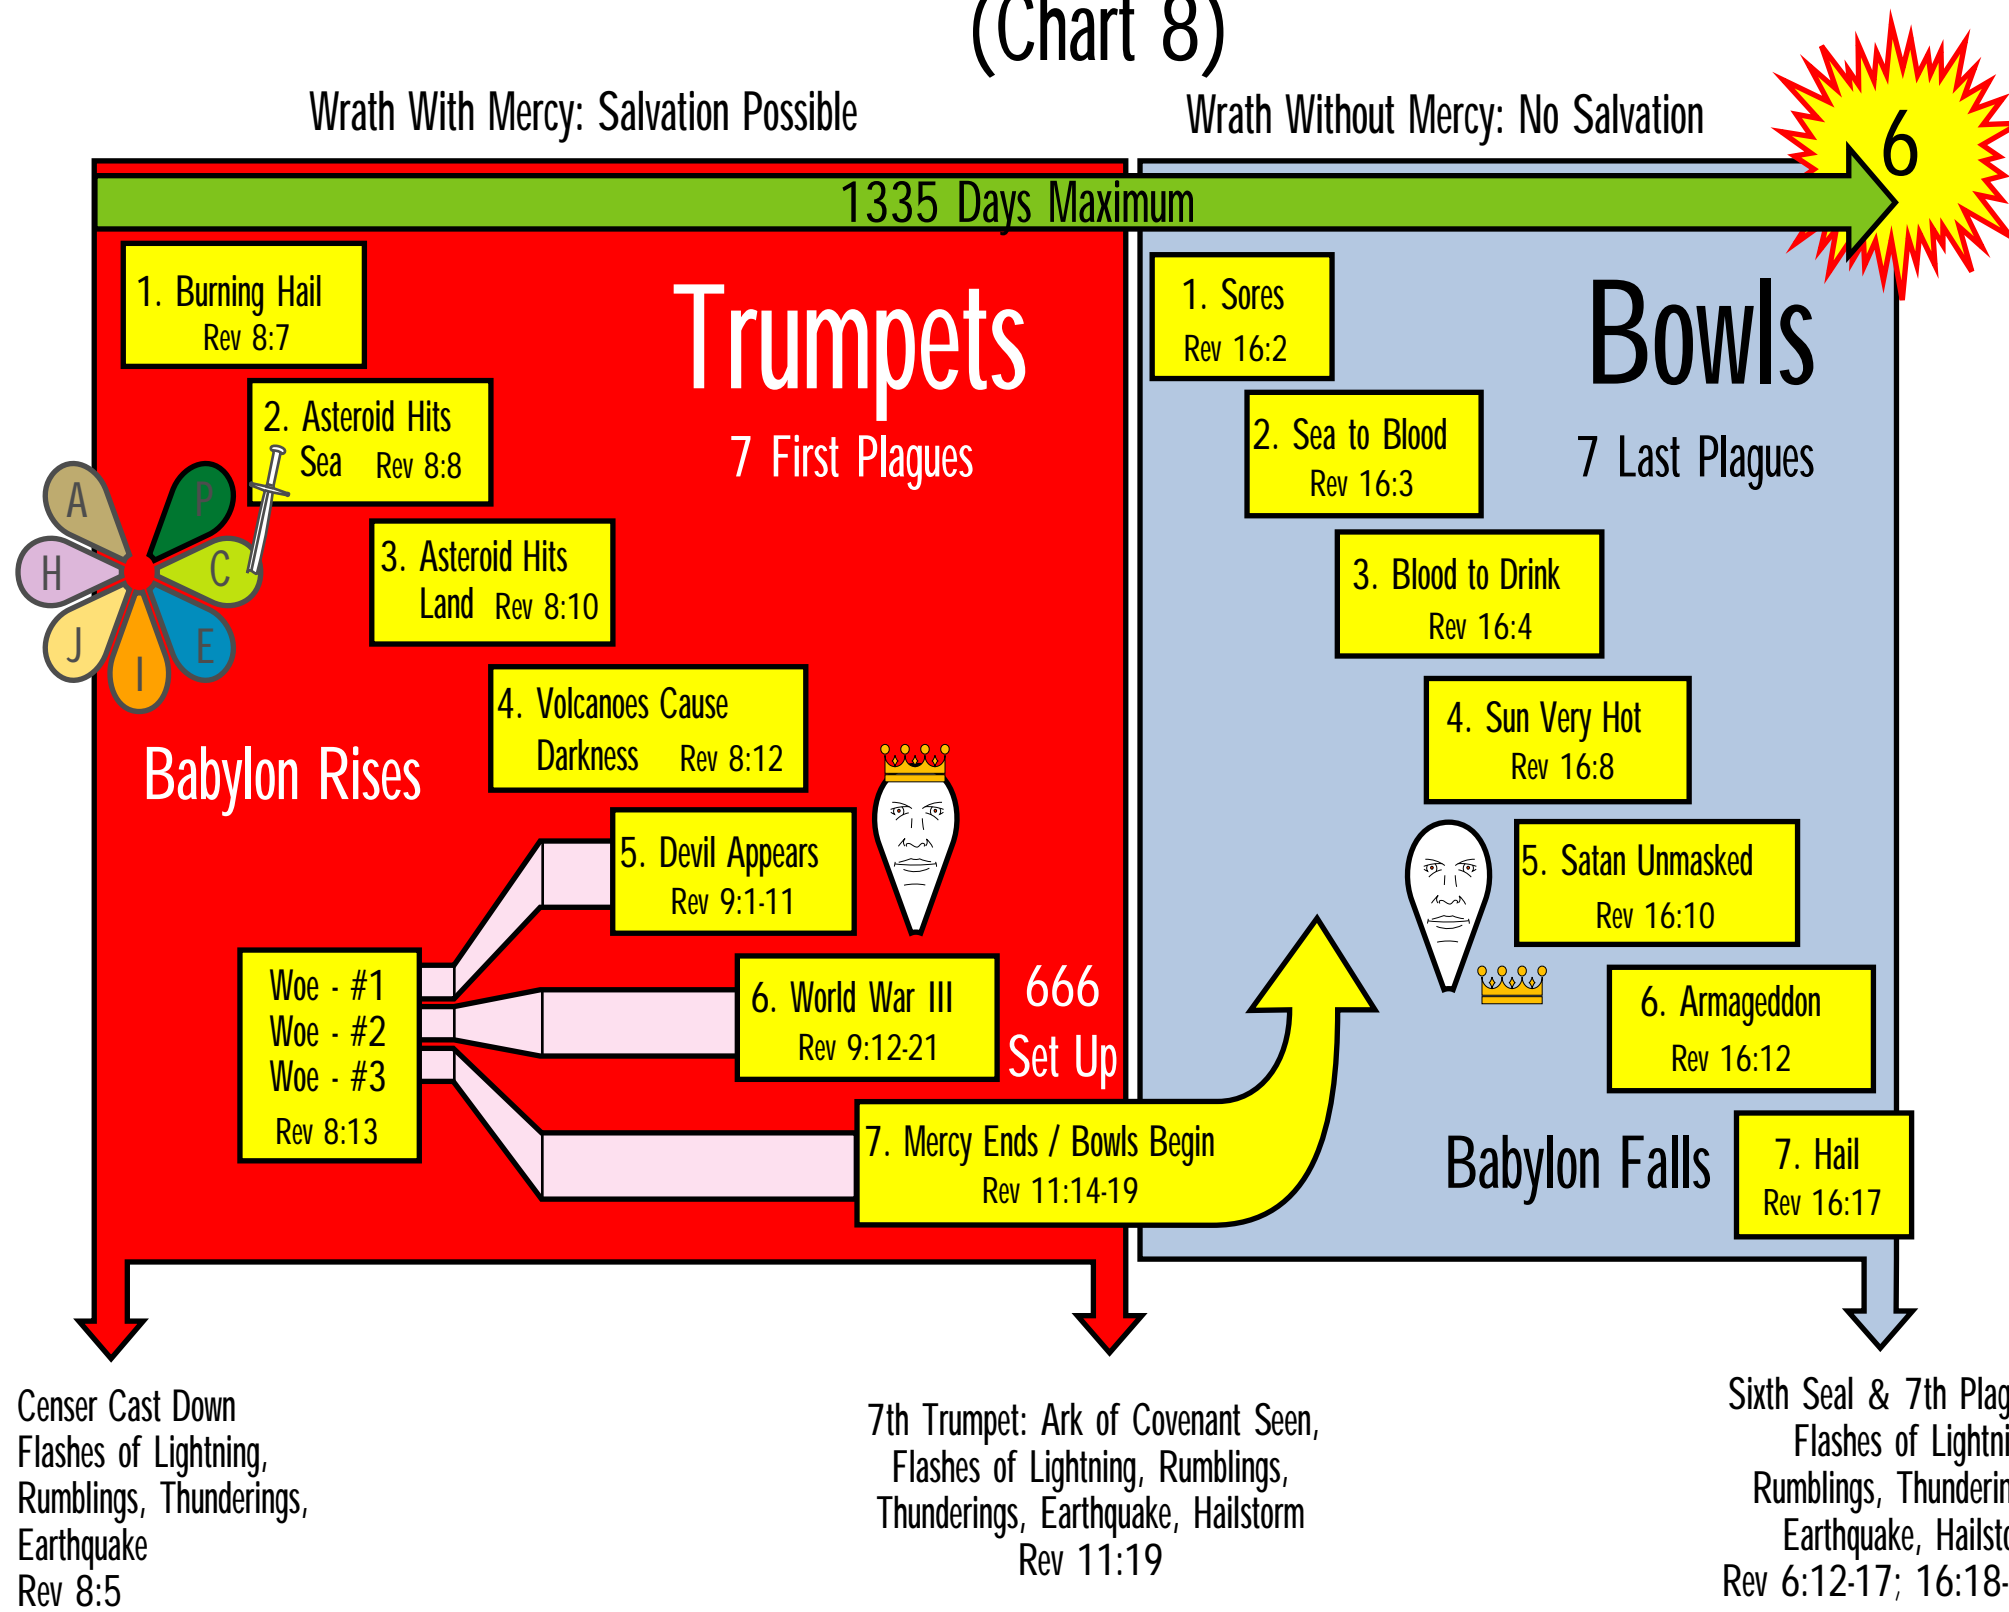 (Chart 8)
Wrath With Mercy: Salvation Possible
Wrath Without Mercy: No Salvation
6
1335 Days Maximum
1. Burning Hail
Rev 8:7
2. Asteroid Hits
Sea Rev 8:8
3. Asteroid Hits
Land Rev 8:10
4. Volcanoes Cause
Darkness Rev 8:12
5. Devil Appears
Rev 9:1-11
6. World War III
Rev 9:12-21
7. Mercy Ends / Bowls Begin
Rev 11:14-19
Trumpets
7 First Plagues
A
P
H
C
J
E
I
Babylon Rises
Woe - #1
Woe - #2
Woe - #3
Rev 8:13
666
Set Up
Bowls
7 Last Plagues
1. Sores
Rev 16:2
2. Sea to Blood
Rev 16:3
3. Blood to Drink
Rev 16:4
4. Sun Very Hot
Rev 16:8
5. Satan Unmasked
Rev 16:10
6. Armageddon
Rev 16:12
7. Hail
Rev 16:17
Babylon Falls
Censer Cast Down
Flashes of Lightning,
Rumblings, Thunderings,
Earthquake
Rev 8:5
7th Trumpet: Ark of Covenant Seen,
Flashes of Lightning, Rumblings,
Thunderings, Earthquake, Hailstorm
Rev 11:19
Sixth Seal & 7th
Flashes of
Rumblings,
Earthquake,
Rev 6:12-17;